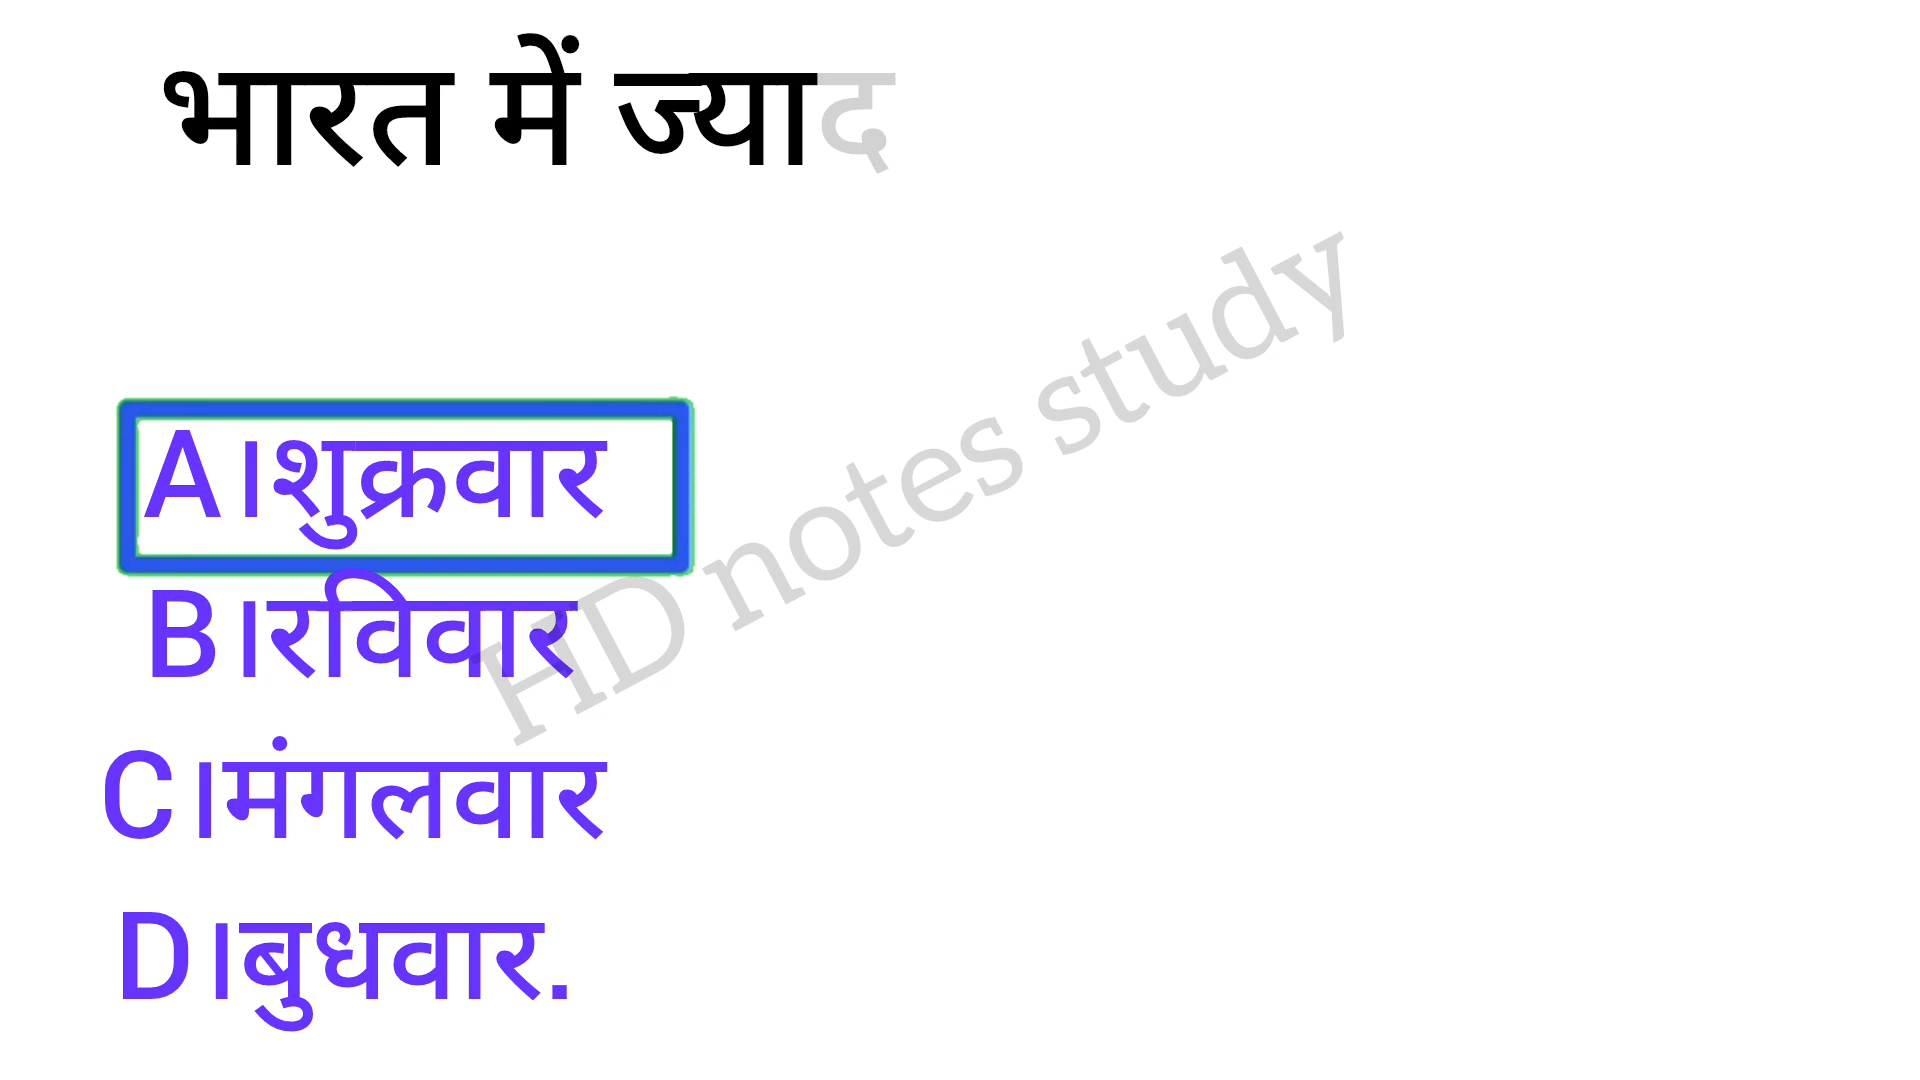 भारत में ज्याद
A।शुक्रवार
B।रविवार
C।मंगलवार
D।बुधवार.
HD notes study